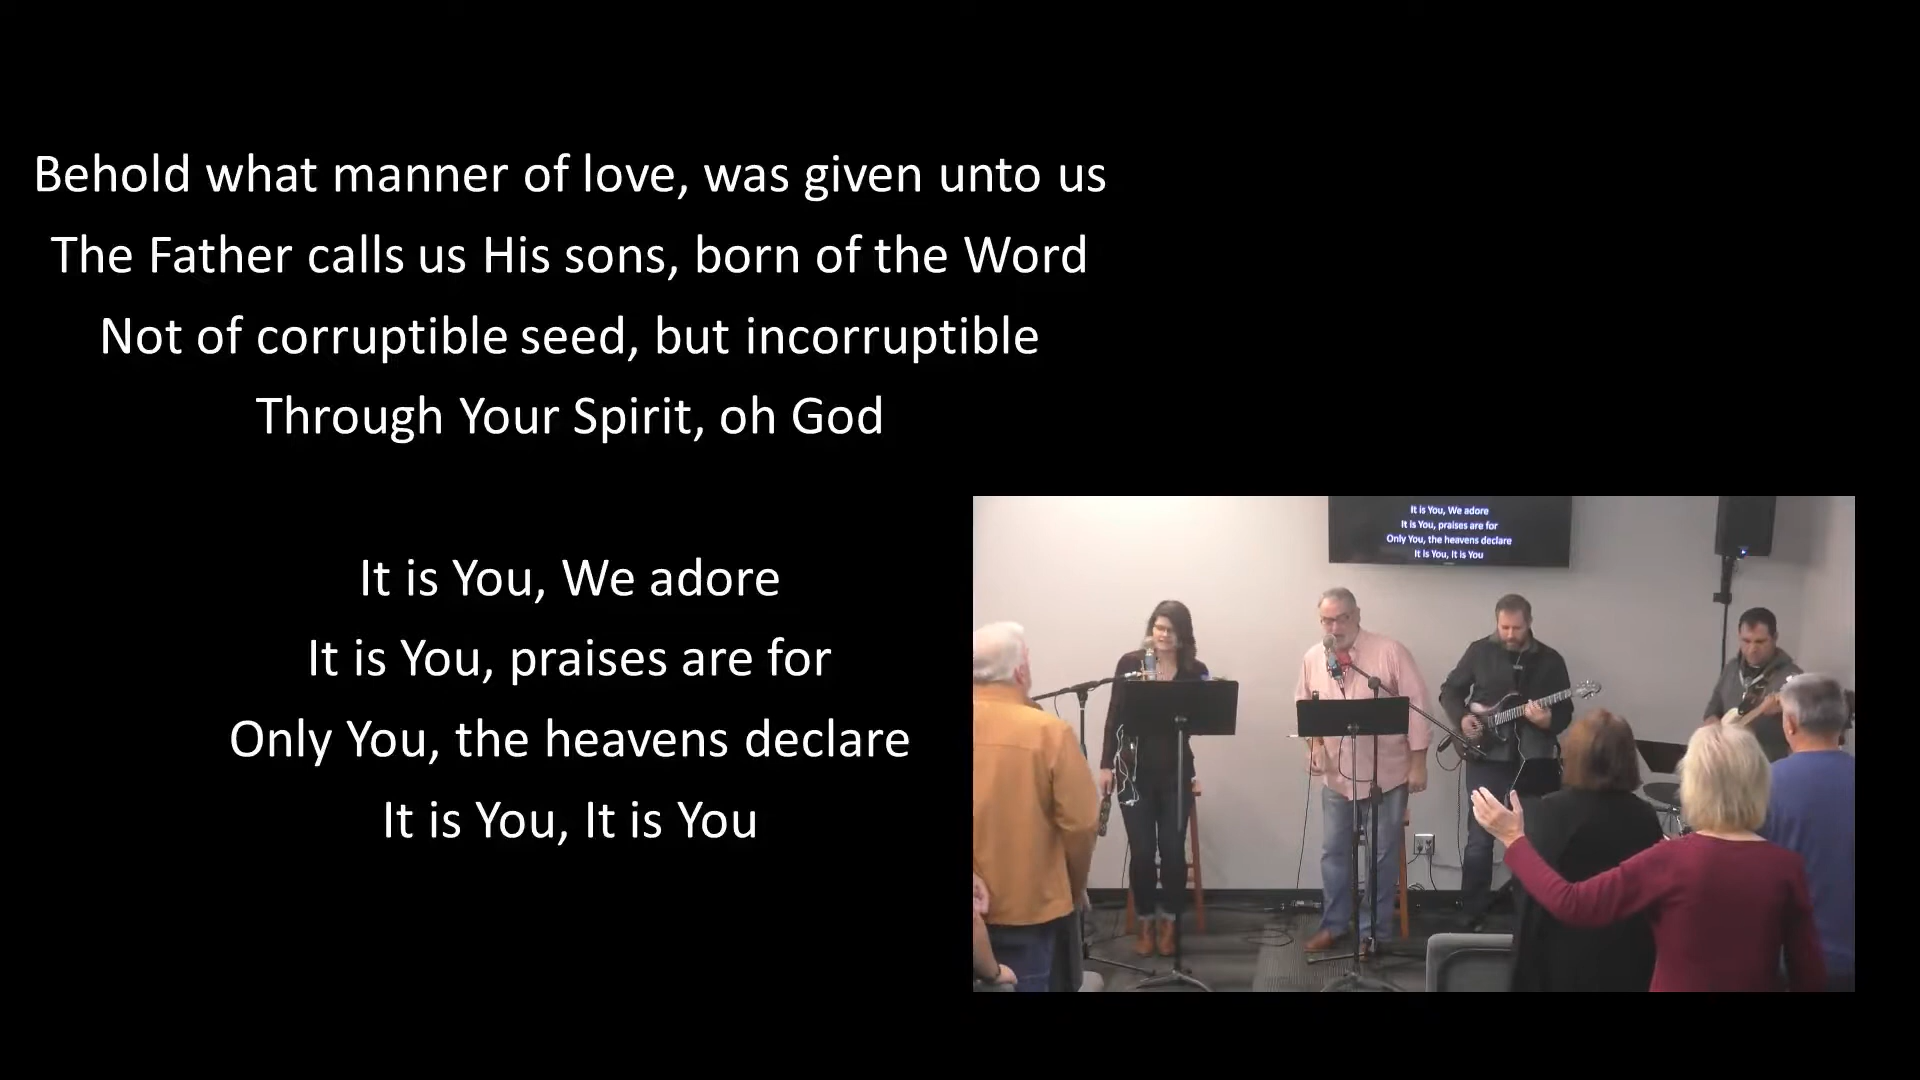 Behold what manner of love, was given unto us
The Father calls us His sons, born of the Word
Not of corruptible seed, but incorruptible
Through Your Spirit, oh God
It is You, We adore
It is You, praises are for
Only You, the heavens declare
It is You, It is You
It is You, We adore
It is You, praises are for
Only You, the heavens declare
It is You, It is You